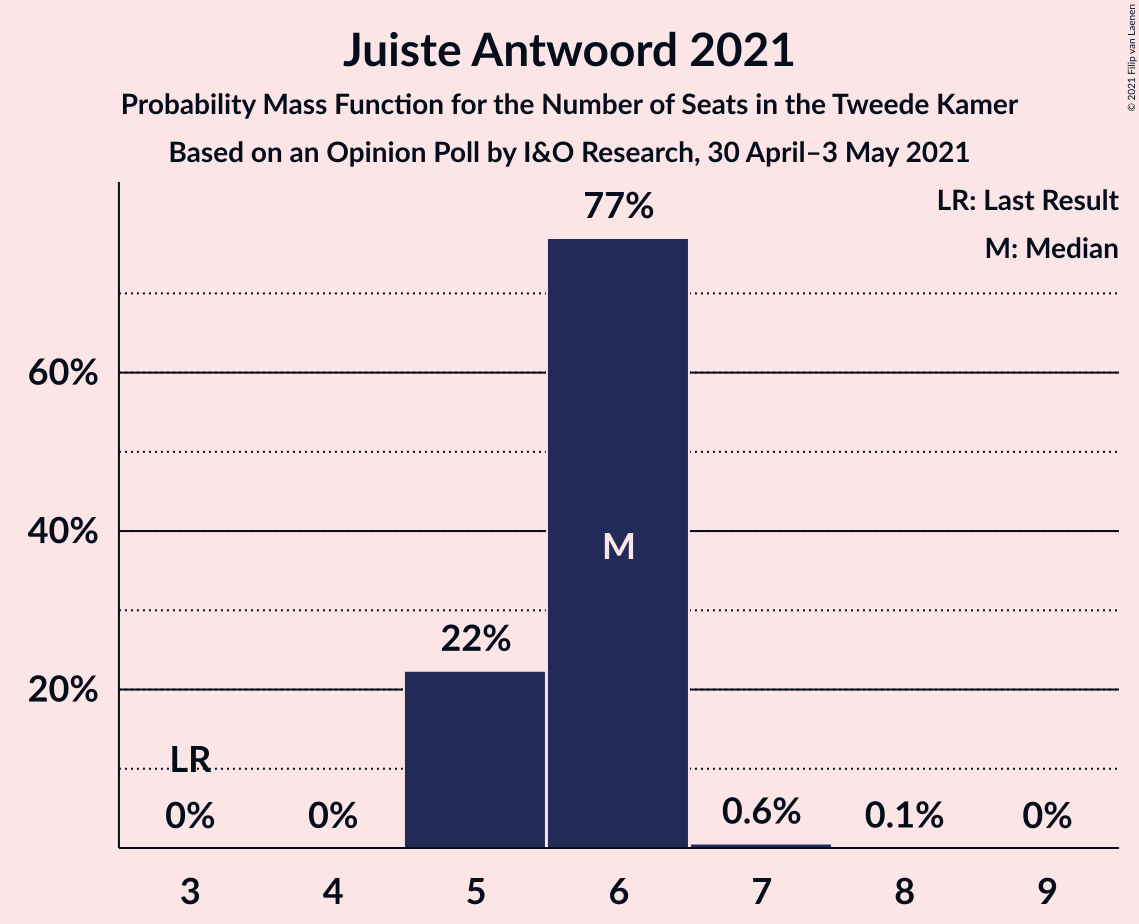 Juiste Antwoord 2021
Probability Mass Function for the Number of Seats in the Tweede Kamer
Based on an Opinion Poll by I&O Research, 30 April–3 May 2021
© 2021 Filip van Laenen
LR: Last Result
M: Median
77%
60%
40%
M
22%
20%
LR
0%
0%
0.6%
0.1%
0%
3 4 5 6 7 8 9